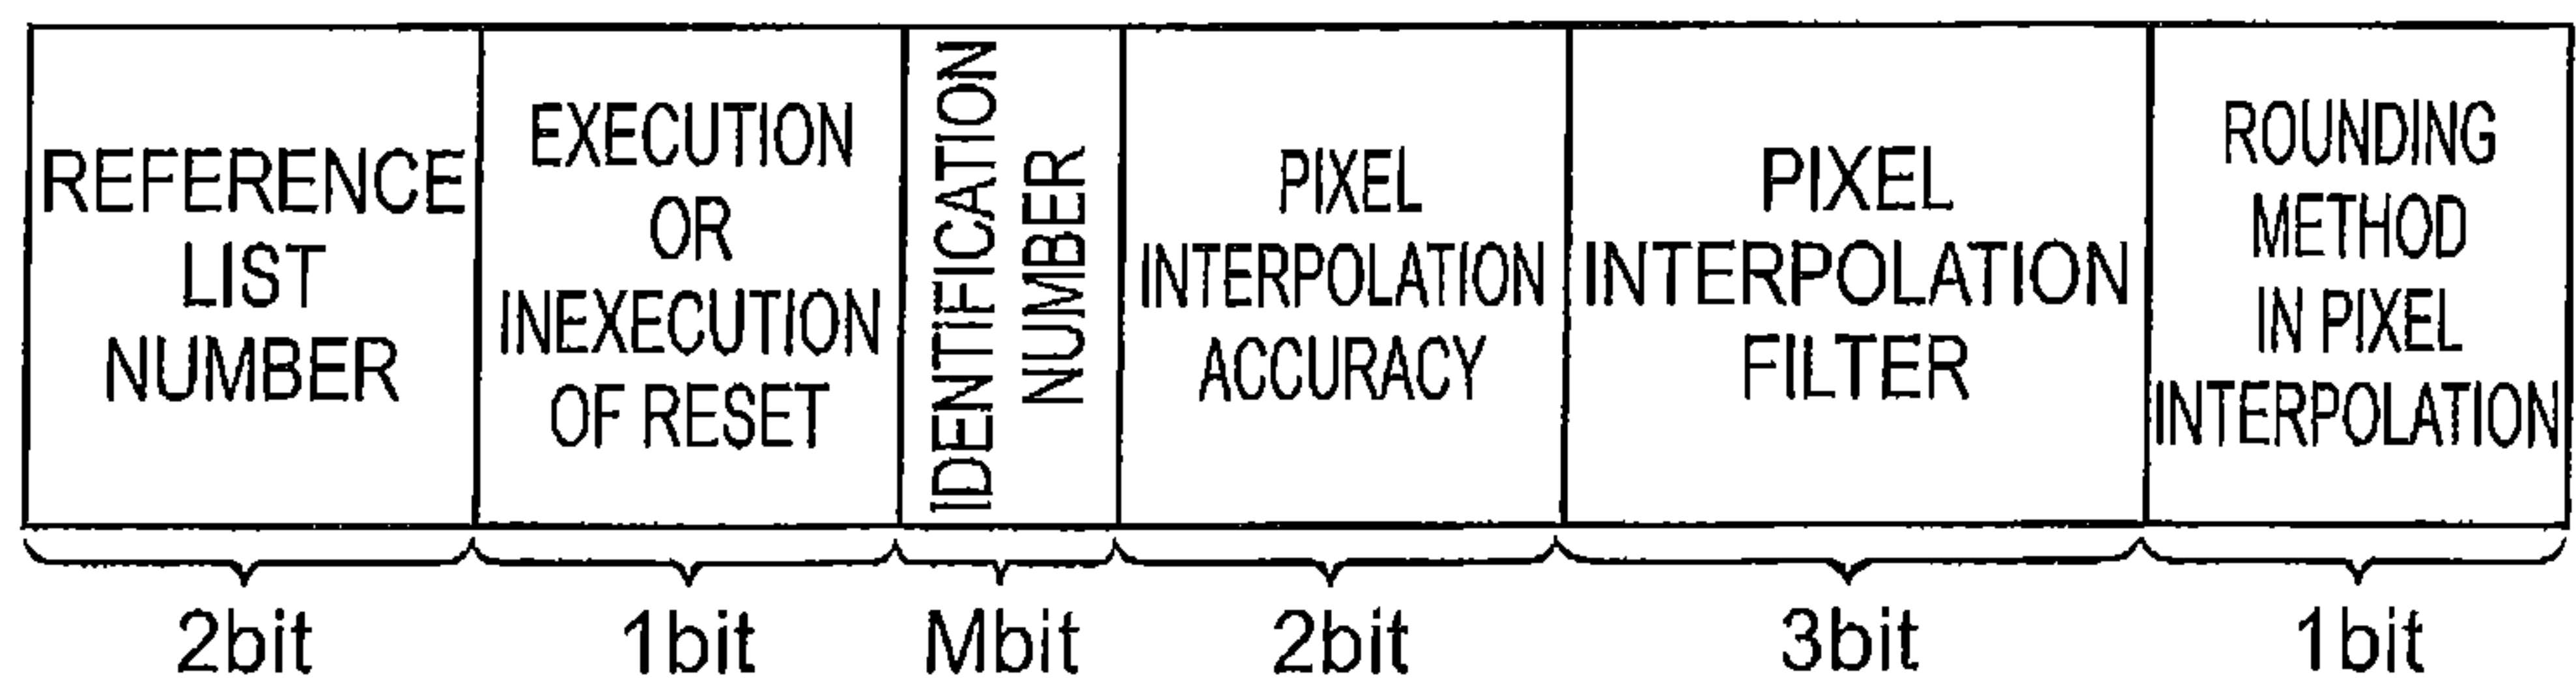 REFERENCE
LIST
NUMBER
EXECUTION
OR
INEXECUTION
OF RESET
IDENTIFICATION
NUMBER
PIXEL
INTERPOLATION
ACCURACY
PIXEL
INTERPOLATION
FILTER
ROUNDING
METHOD
IN PIXEL
INTERPOLATION
2bit
1bit
Mbit
2bit
3bit
1bit